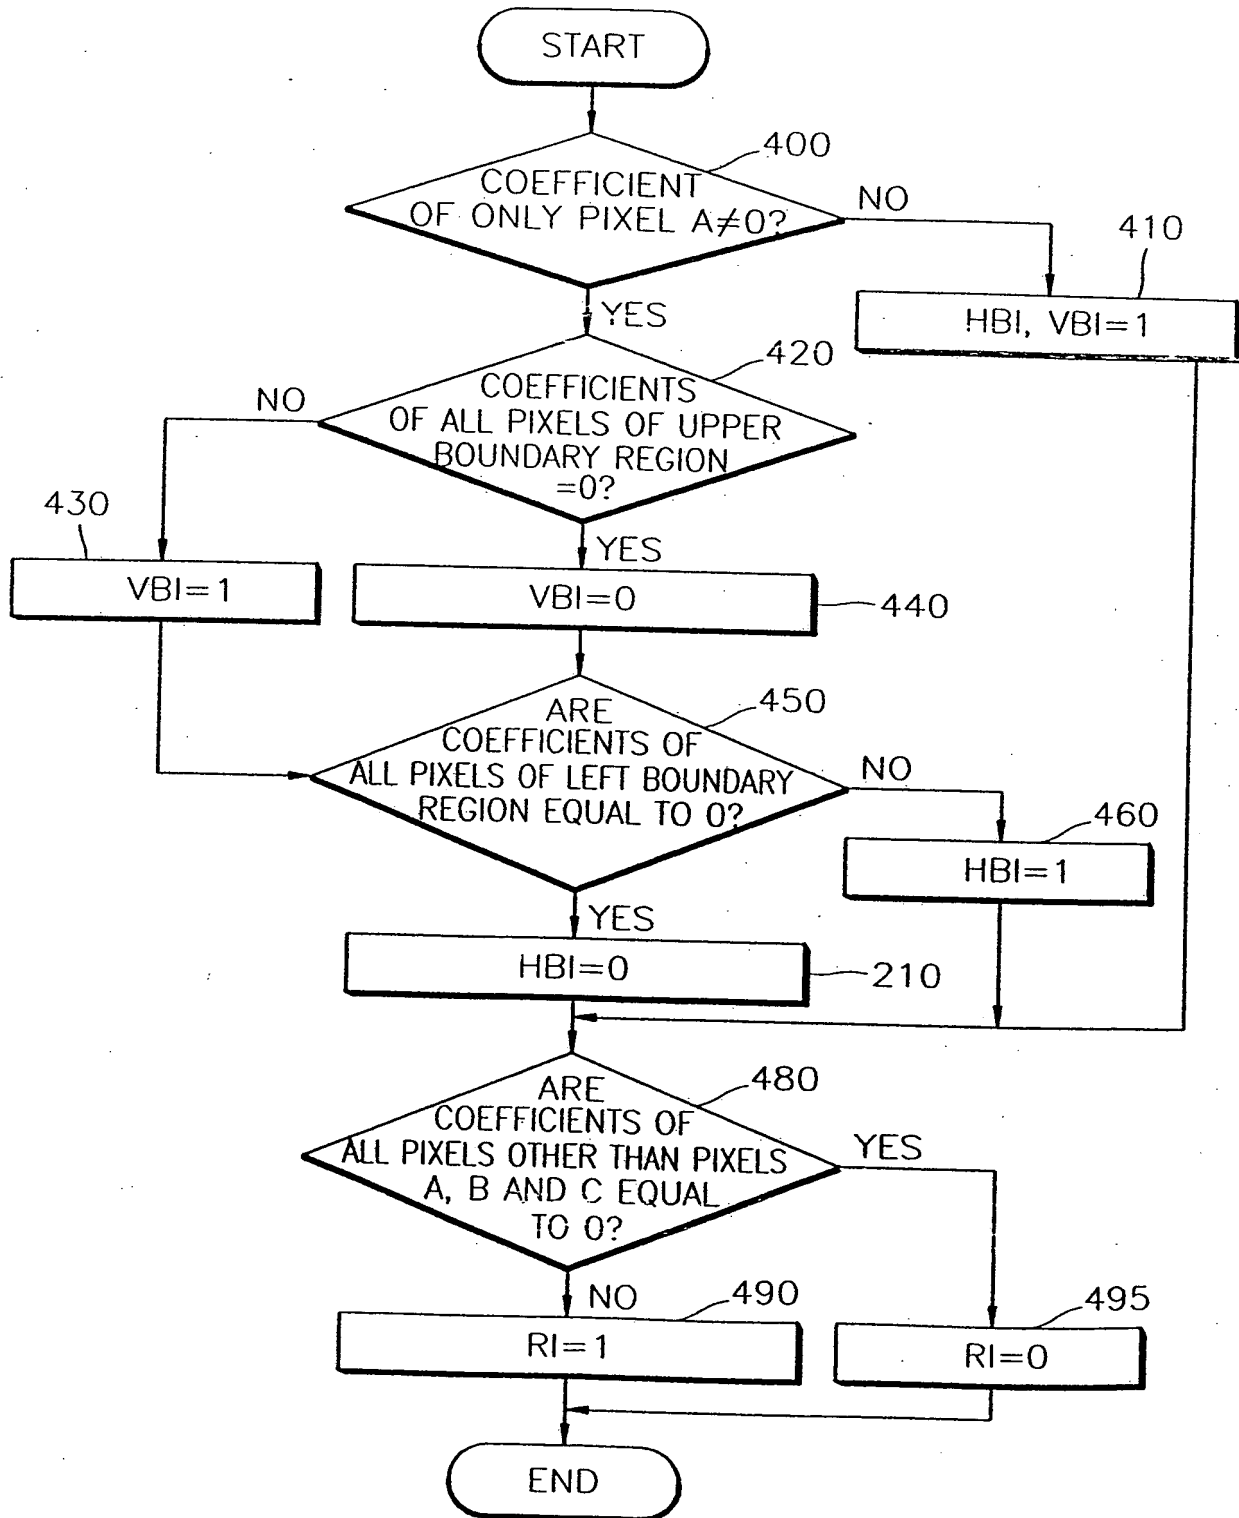 START
400
COEFFICIENT
OF ONLY PIXEL A≠0?
NO
410
HBI, VBI=1
YES
420
COEFFICIENTS
OF ALL PIXELS OF UPPER
BOUNDARY REGION
=0?
NO
430
VBI=1
YES
VBI=0
440
450
ARE
COEFFICIENTS OF
ALL PIXELS OF LEFT BOUNDARY
REGION EQUAL TO 0?
NO
460
HBI=1
YES
HBI=0
210
480
ARE
COEFFICIENTS OF
ALL PIXELS OTHER THAN PIXELS
A, B AND C EQUAL
TO 0?
YES
NO
490
RI=1
495
RI=0
END